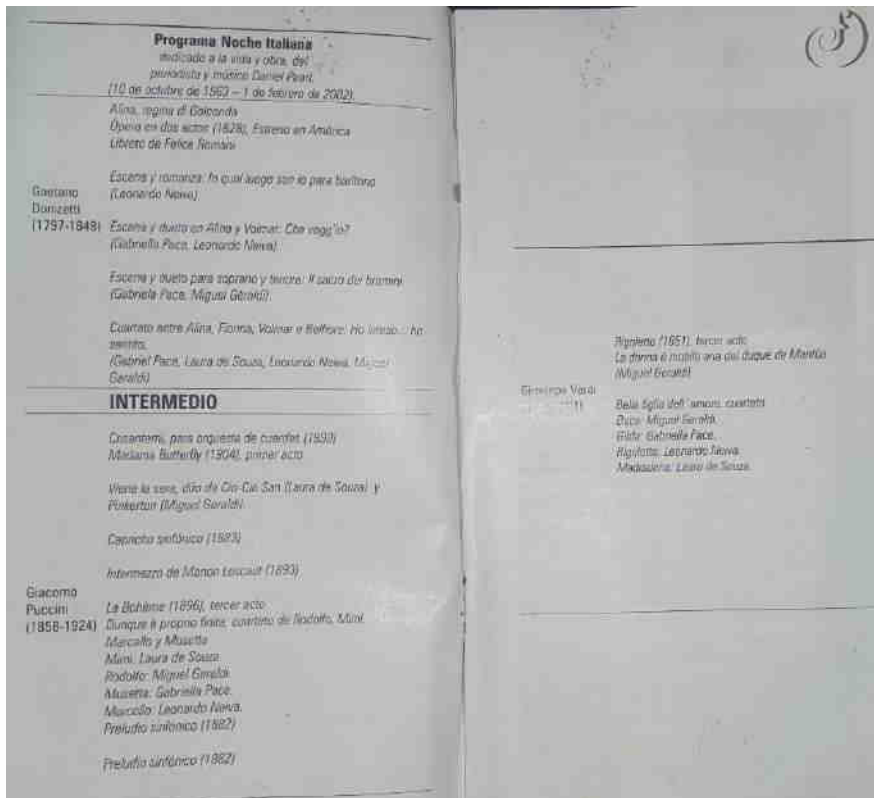 Programa Noche Italiana
dedicado a la vida y obra, del
periodista y músico Daniel Pearl,
(10 de octubre de 1963 – 1 de febrero de 2002).
Alina, regina di Golconda
Ópera en dos actos (1828), Estreno en América
Libreto de Felice Romani
Escena y romanza: fo qual luogo son io para barítono
(Leonardo Neiva)
Gaetano
Donizetti
(1797-1848)
Escena y dueto en Alina y Volmar: Che vegg'io?
(Gabriella Pace, Leonardo Neiva)
Escena y dueto para soprano y tenore: Il sacro dei bramini
(Gabriela Pace, Miguel Geraldi)
Cuarteto entre Alina, Fiorina, Volmar e Belfiore: Ho
(Gabriel Pace, Laura de Souza, Leonardo Neiva, Miguel
Geraldi)
INTERMEDIO
Crisantemi, para orquesta de cuerdas (1890)
Madama Butterfly (1904), primer acto
Viene la sera, dúo de Cio-Cio San (Laura de Souza) y
Pinkerton (Miguel Geraldi)
Capricho sinfónico (1883)
Intermezzo de Manon Lescaut (1893)
Giacomo
Puccini
(1858-1924)
La Bohème (1896), tercer acto
Dunque è proprio finita, cuarteto de Rodolfo, Mimí,
Marcello y Musetta
Mimi: Laura de Souza
Rodolfo: Miguel Geraldi
Musetta: Gabriella Pace.
Marcello: Leonardo Neiva.
Preludio sinfónico (1882)
Preludio sinfónico (1882)
Rigoletto (1851), tercer acto
La donna è mobile aria del duque de Mantua
(Miguel Geraldi)
Giuseppe Verdi
Bella figlia dell'amore, cuarteto
Duca: Miguel Geraldi,
Gilda: Gabriella Pace,
Rigoletto: Leonardo Neiva,
Maddalena: Laura de Souza.